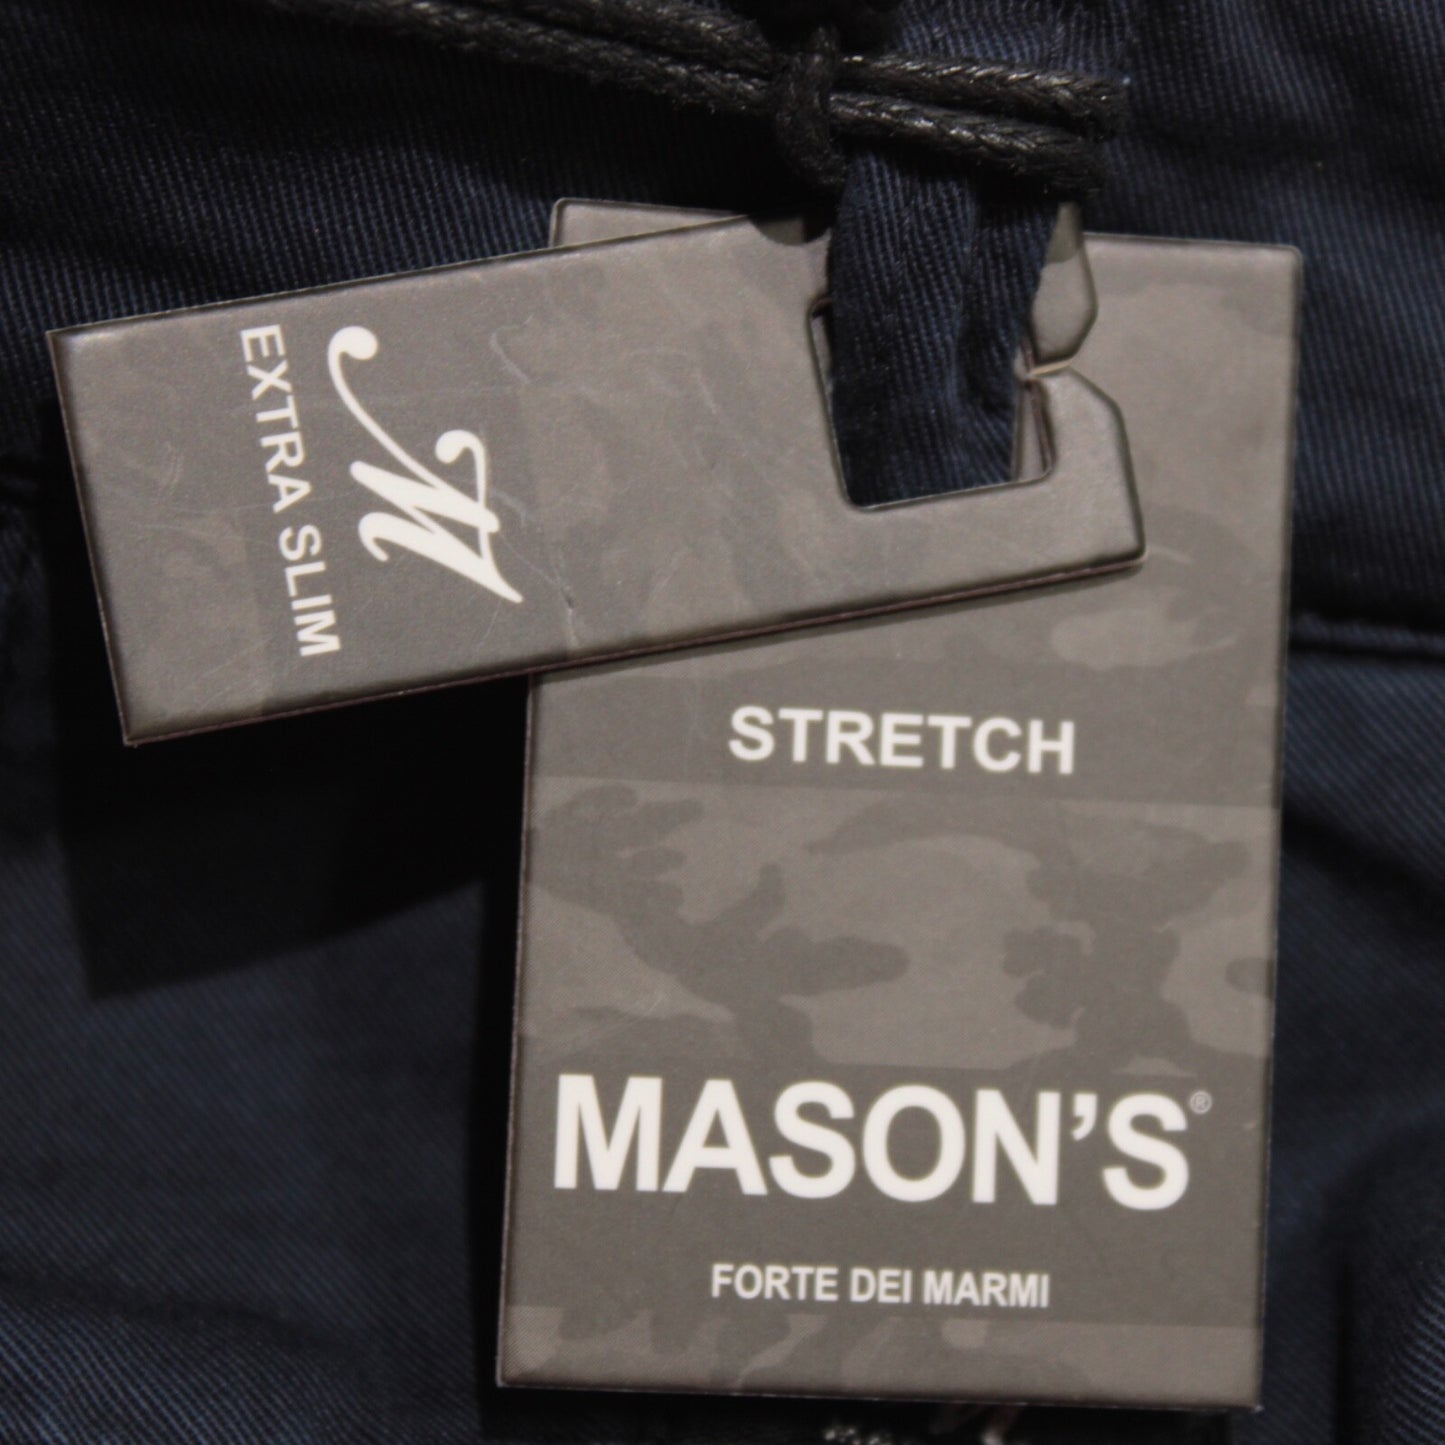 M
EXTRA SLIM
STRETCH
MASON'S®
FORTE DEI MARMI